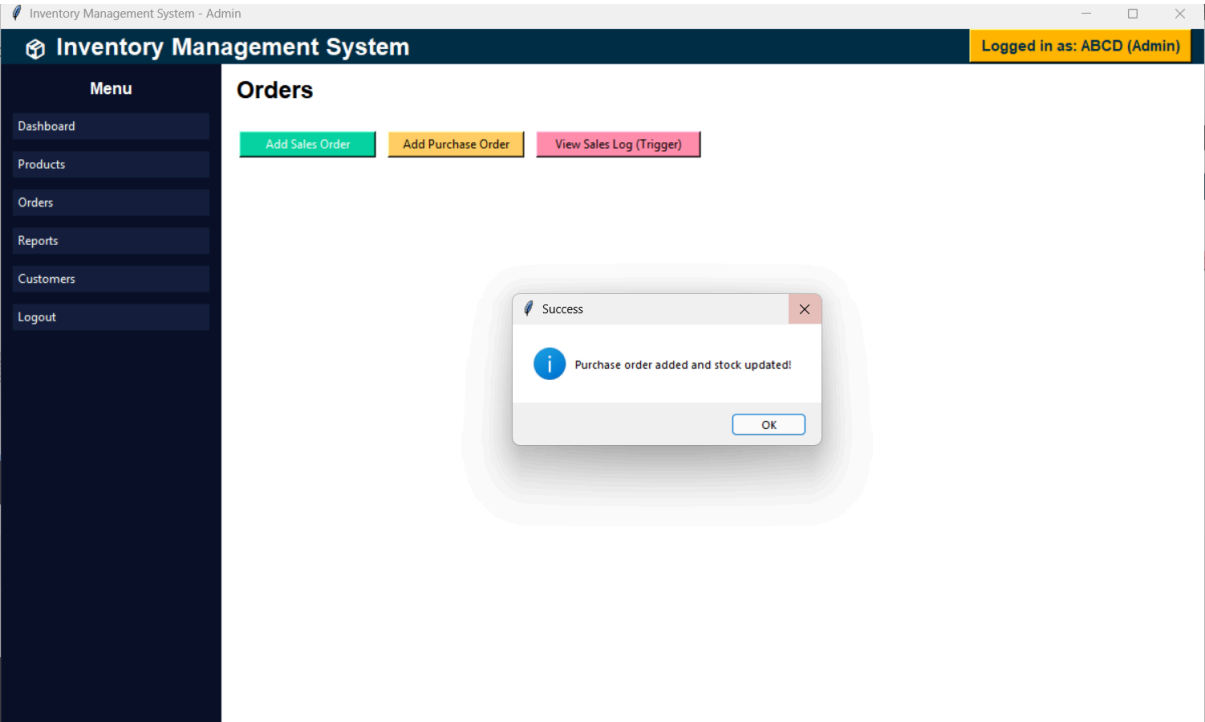 Inventory Management System - Admin
Inventory Management System
Logged in as: ABCD (Admin)
Menu
Dashboard
Products
Orders
Reports
Customers
Logout
Orders
Add Sales Order
Add Purchase Order
View Sales Log (Trigger)
Success
Purchase order added and stock updated!
OK